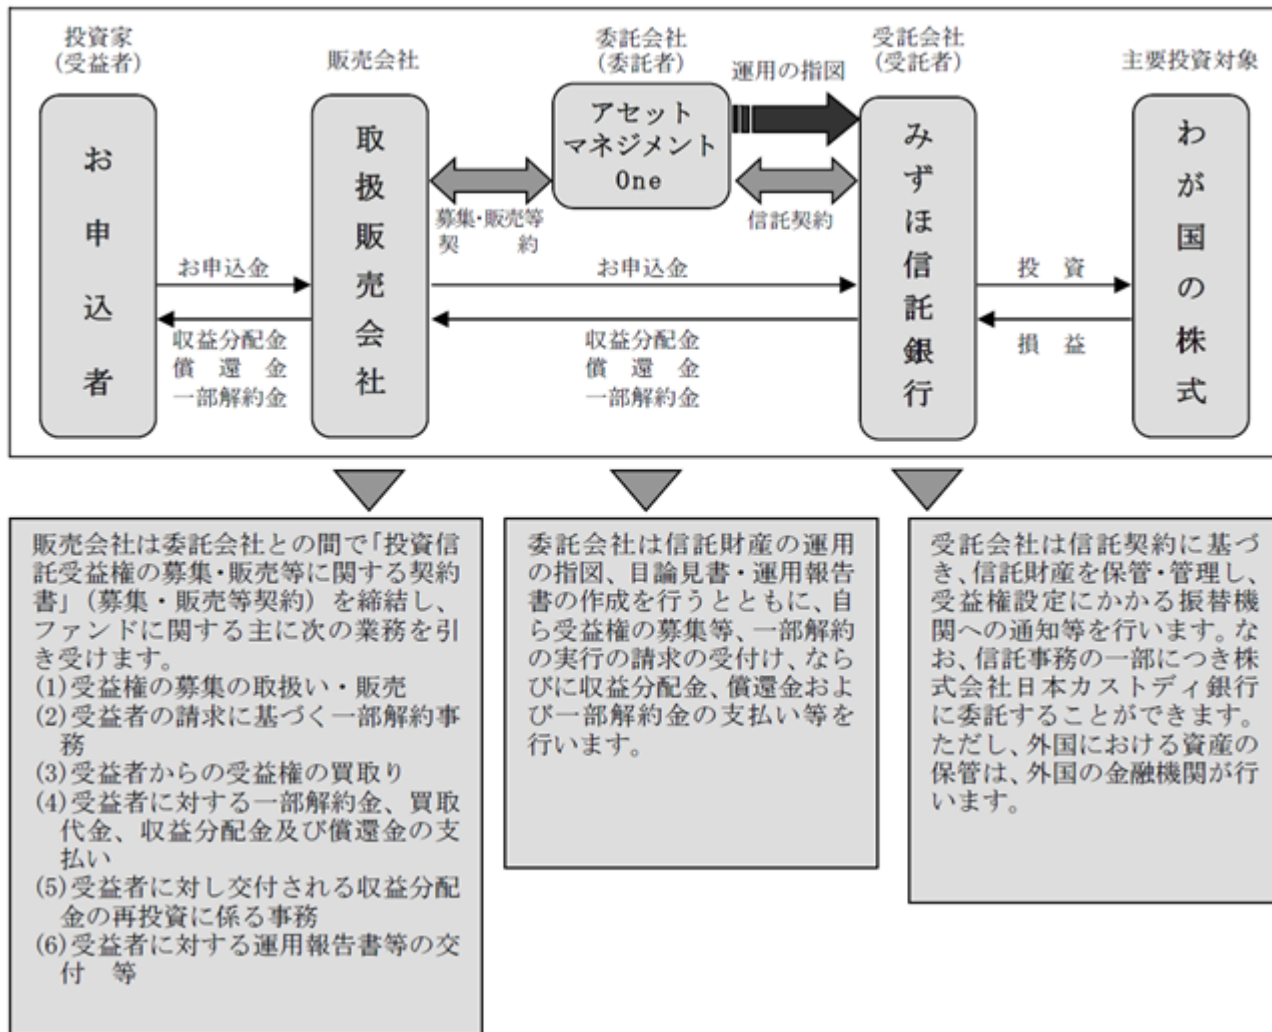 投資家
(受益者)
販売会社
委託会社
(委託者)
運用の指図
受託会社
(受託者)
主要投資対象
お申込者
取扱販売会社
アセット
マネジメント
One
みずほ信託銀行
わが国の株式
募集・販売等
契約
信託契約
お申込金
お申込金
投資
収益分配金
償還金
一部解約金
収益分配金
償還金
一部解約金
損益
販売会社は委託会社との間で「投資信
託受益権の募集・販売等に関する契約
書」(募集・販売等契約)を締結し、
ファンドに関する主に次の業務を引
き受けます。
(1)受益権の募集の取扱い・販売
(2)受益者の請求に基づく一部解約事
務
(3)受益者からの受益権の買取り
(4)受益者に対する一部解約金、買取
代金、収益分配金及び償還金の支
払い
(5)受益者に対し交付される収益分配
金の再投資に係る事務
(6)受益者に対する運用報告書等の交
付 等
委託会社は信託財産の運用
の指図、目論見書・運用報告
書の作成を行うとともに、自
ら受益権の募集等、一部解約
の実行の請求の受付け、なら
びに収益分配金、償還金およ
び一部解約金の支払い等を
行います。
受託会社は信託契約に基づ
き、信託財産を保管・管理し、
受益権設定にかかる振替機
関への通知等を行います。な
お、信託事務の一部につき株
式会社日本カストディ銀行
に委託することができます。
ただし、外国における資産の
保管は、外国の金融機関が行
います。